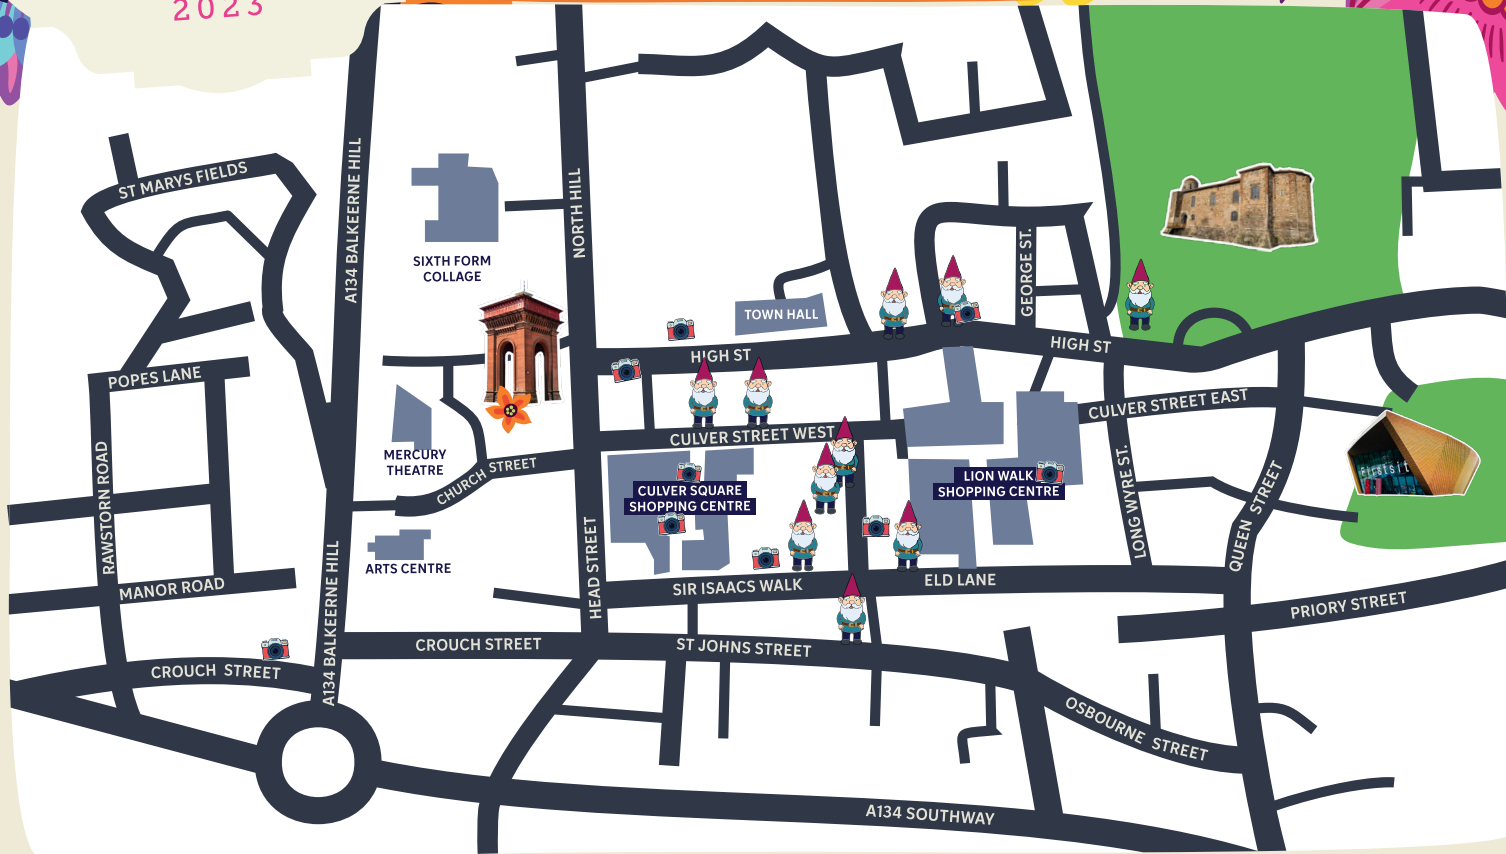 2023
ST MARYS FIELDS
A134 BALKEERNE HILL
NORTH HILL
SIXTH FORM
COLLAGE
GEORGE ST.
TOWN HALL
HIGH ST
HIGH ST
POPES LANE
CULVER STREET EAST
CULVER STREET WEST
MERCURY
THEATRE
CHURCH STREET
RAWSTORN ROAD
Firstsite
LION WALK
SHOPPING CENTRE
CULVER SQUARE
SHOPPING CENTRE
LONG WYRE ST.
QUEEN STREET
HEAD STREET
ARTS CENTRE
MANOR ROAD
SIR ISAACS WALK
ELD LANE
PRIORY STREET
A134 BALKEERNE HILL
CROUCH STREET
ST JOHNS STREET
CROUCH STREET
OSBOURNE STREET
A134 SOUTHWAY